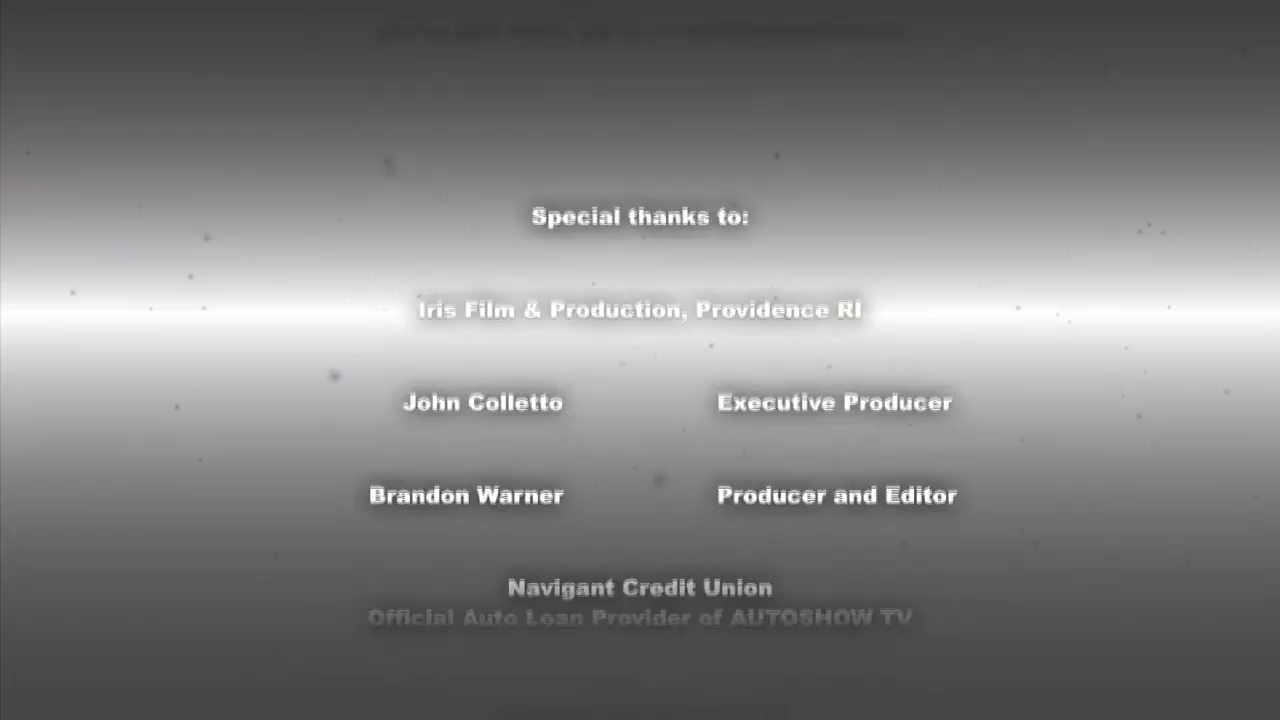 Special thanks to:
Iris Film & Production, Providence RI
John Colletto Executive Producer
Brandon Warner Producer and Editor
Navigant Credit Union
Official Auto Loan Provider of AUTOSHOW TV